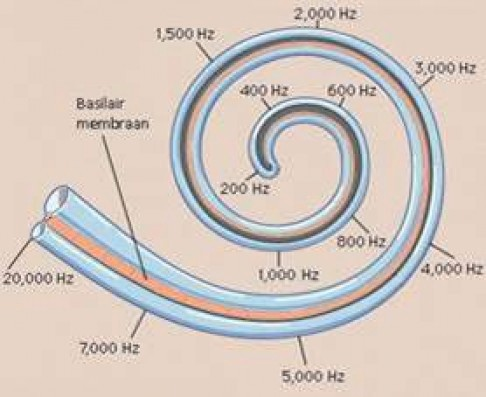 2,000 Hz
1,500 Hz
3,000 Hz
400 Hz
600 Hz
Basilair
membraan
200 Hz
800 Hz
4,000 Hz
20,000 Hz
1,000 Hz
7,000 Hz
5,000 Hz